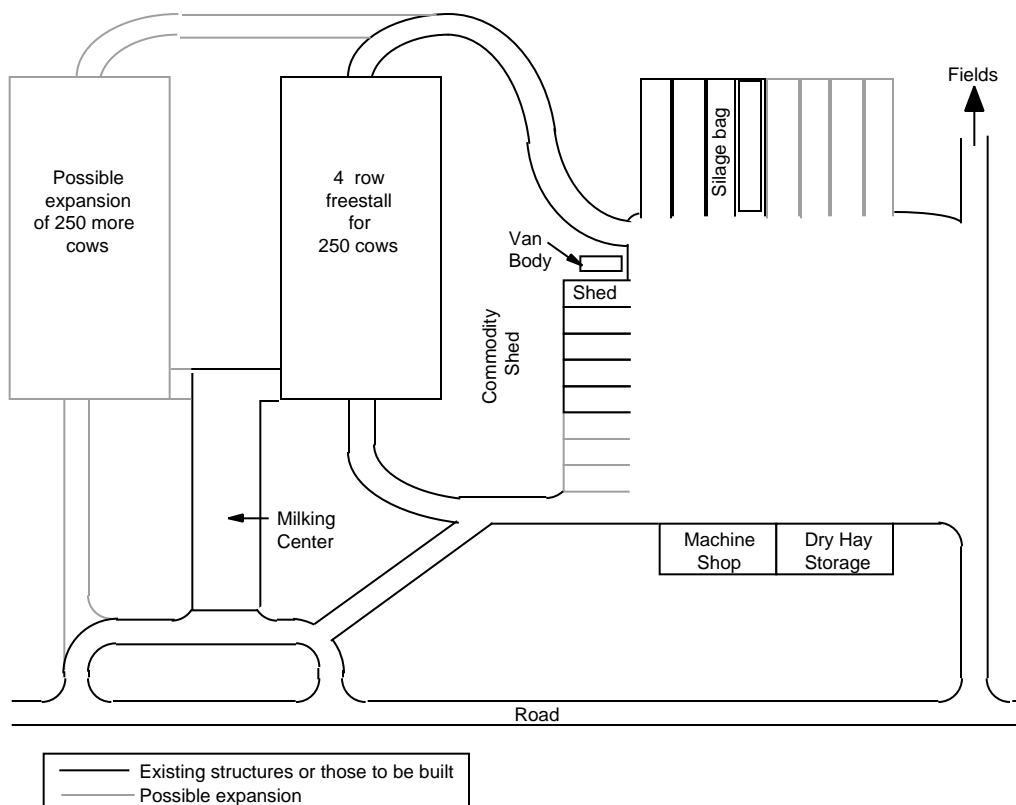 Fields
Possible
expansion
of 250 more
cows
4 row
freestall
for
250 cows
Silage bag
Van
Body
Shed
Commodity
Shed
Milking
Center
Machine
Shop
Dry Hay
Storage
Road
Existing structures or those to be built
Possible expansion